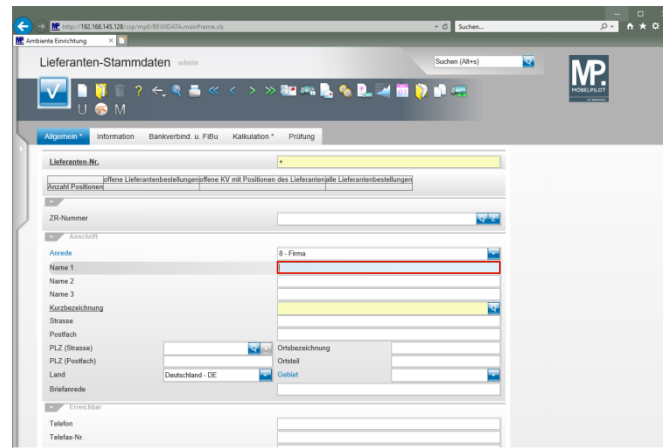 http://192.168.145.128/csp/mpll/BEWIDATA.mainFrame.cls
Suchen...
Ambiente Einrichtung
Lieferanten-Stammdaten admin
Suchen (Alt+s)
MP.
MÖBELPILOT
U M
Allgemein * Information Bankverbind. u. FiBu Kalkulation * Prüfung
Lieferanten-Nr. +
offene Lieferantenbestellungen offene KV mit Positionen des Lieferanten alle Lieferantenbestellungen
Anzahl Positionen
ZR-Nummer
Anschrift
Anrede 8 - Firma
Name 1
Name 2
Name 3
Kurzbezeichnung
Strasse
Postfach
PLZ (Strasse) Ortsbezeichnung
PLZ (Postfach) Ortsteil
Land Deutschland - DE Gebiet
Briefanrede
Erreichbar
Telefon
Telefax-Nr.